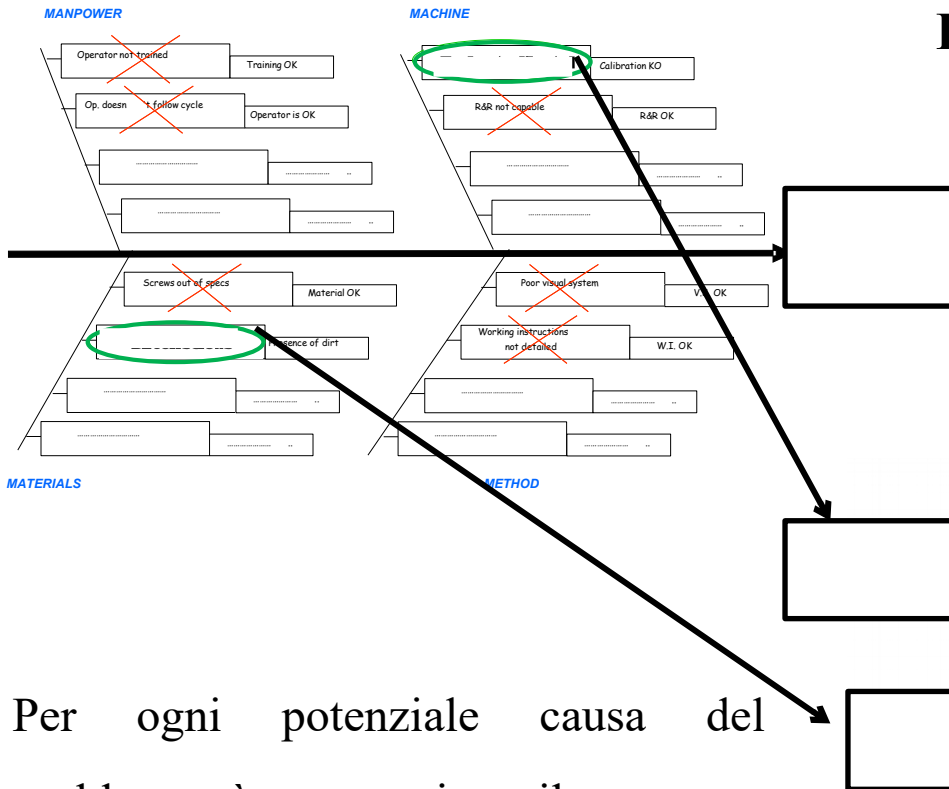 MANPOWER
MACHINE
Operator not trained
Training OK
Calibration KO
Op. doesn t follow cycle
Operator is OK
R&R not capable
R&R OK
Screws out of specs
Material OK
Poor visual system
V.I. OK
Presence of dirt
Working instructions
not detailed
W.I. OK
MATERIALS
METHOD
Per ogni potenziale causa del